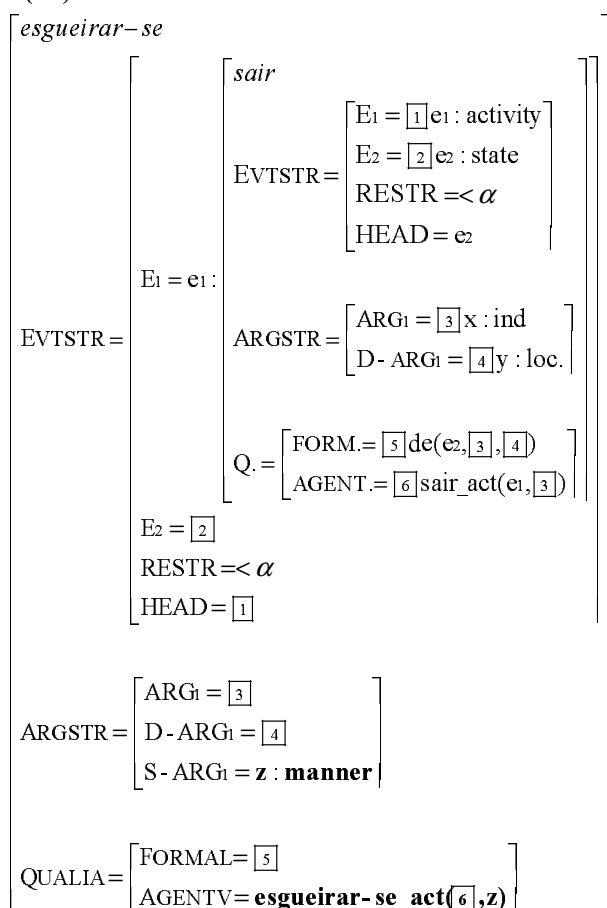 esgueirar-se
sair
E1 = 1 e1 : activity
E2 = 2 e2 : state
EVTSTR =
RESTR =< α
HEAD = e2
E1 = e1 :
EVTSTR =
ARGSTR =
ARG1 = 3 x : ind
D- ARG1 = 4 y : loc.
Q. =
FORM.= 5 de(e2, 3 , 4 )
AGENT.= 6 sair_act(e1, 3 )
E2 = 2
RESTR =< α
HEAD = 1
ARGSTR =
ARG1 = 3
D - ARG1 = 4
S - ARG1 = z : manner
QUALIA =
FORMAL= 5
AGENTV= esgueirar- se_act( 6 ,z)